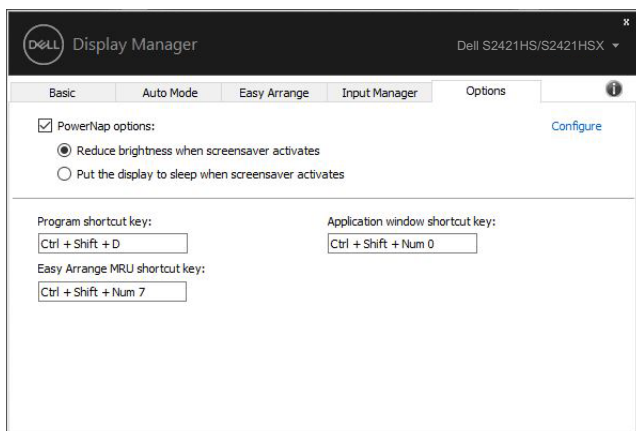 x
DELL Display Manager
Dell S2421HS/S2421HSX
Basic Auto Mode Easy Arrange Input Manager Options
PowerNap options: Configure
Reduce brightness when screensaver activates
Put the display to sleep when screensaver activates
Program shortcut key: Application window shortcut key:
Ctrl + Shift + D Ctrl + Shift + Num 0
Easy Arrange MRU shortcut key:
Ctrl + Shift + Num 7